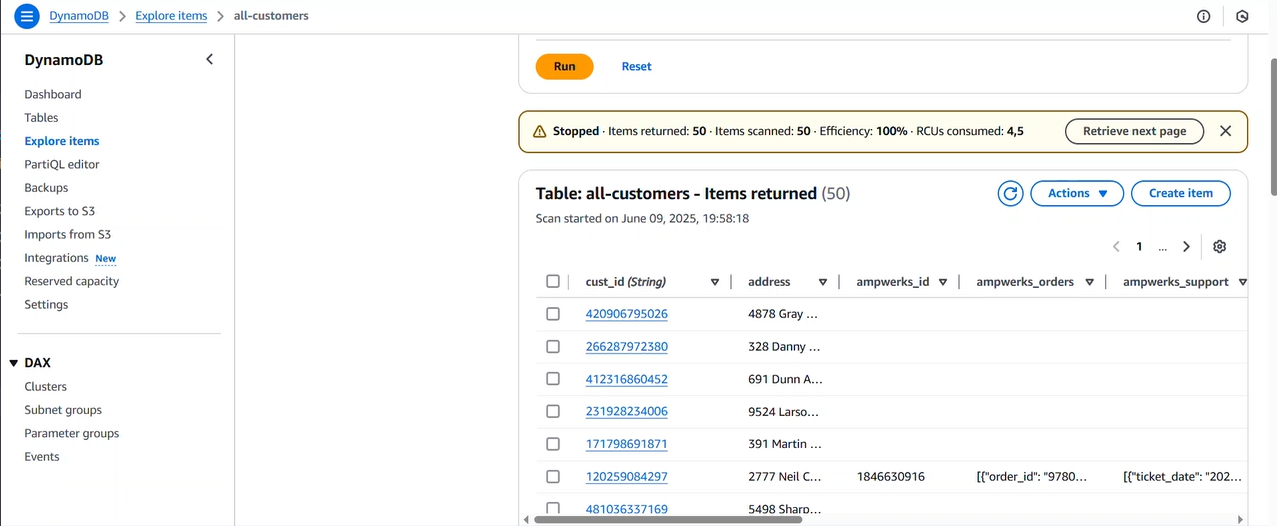 DynamoDB > Explore items > all-customers
DynamoDB
Dashboard
Tables
Explore items
PartiQL editor
Backups
Exports to S3
Imports from S3
Integrations New
Reserved capacity
Settings
DAX
Clusters
Subnet groups
Parameter groups
Events
Run Reset
Stopped · Items returned: 50 · Items scanned: 50 · Efficiency: 100% · RCUs consumed: 4,5 Retrieve next page
Table: all-customers - Items returned (50) Actions Create item
Scan started on June 09, 2025, 19:58:18
1 ...
cust_id (String) address ampwerks_id ampwerks_orders ampwerks_support
420906795026 4878 Gray …
266287972380 328 Danny …
412316860452 691 Dunn A…
231928234006 9524 Larso…
171798691871 391 Martin …
120259084297 2777 Neil C… 1846630916 [{"order_id": "9780… [{"ticket_date": "202…
481036337169 5498 Sharp…